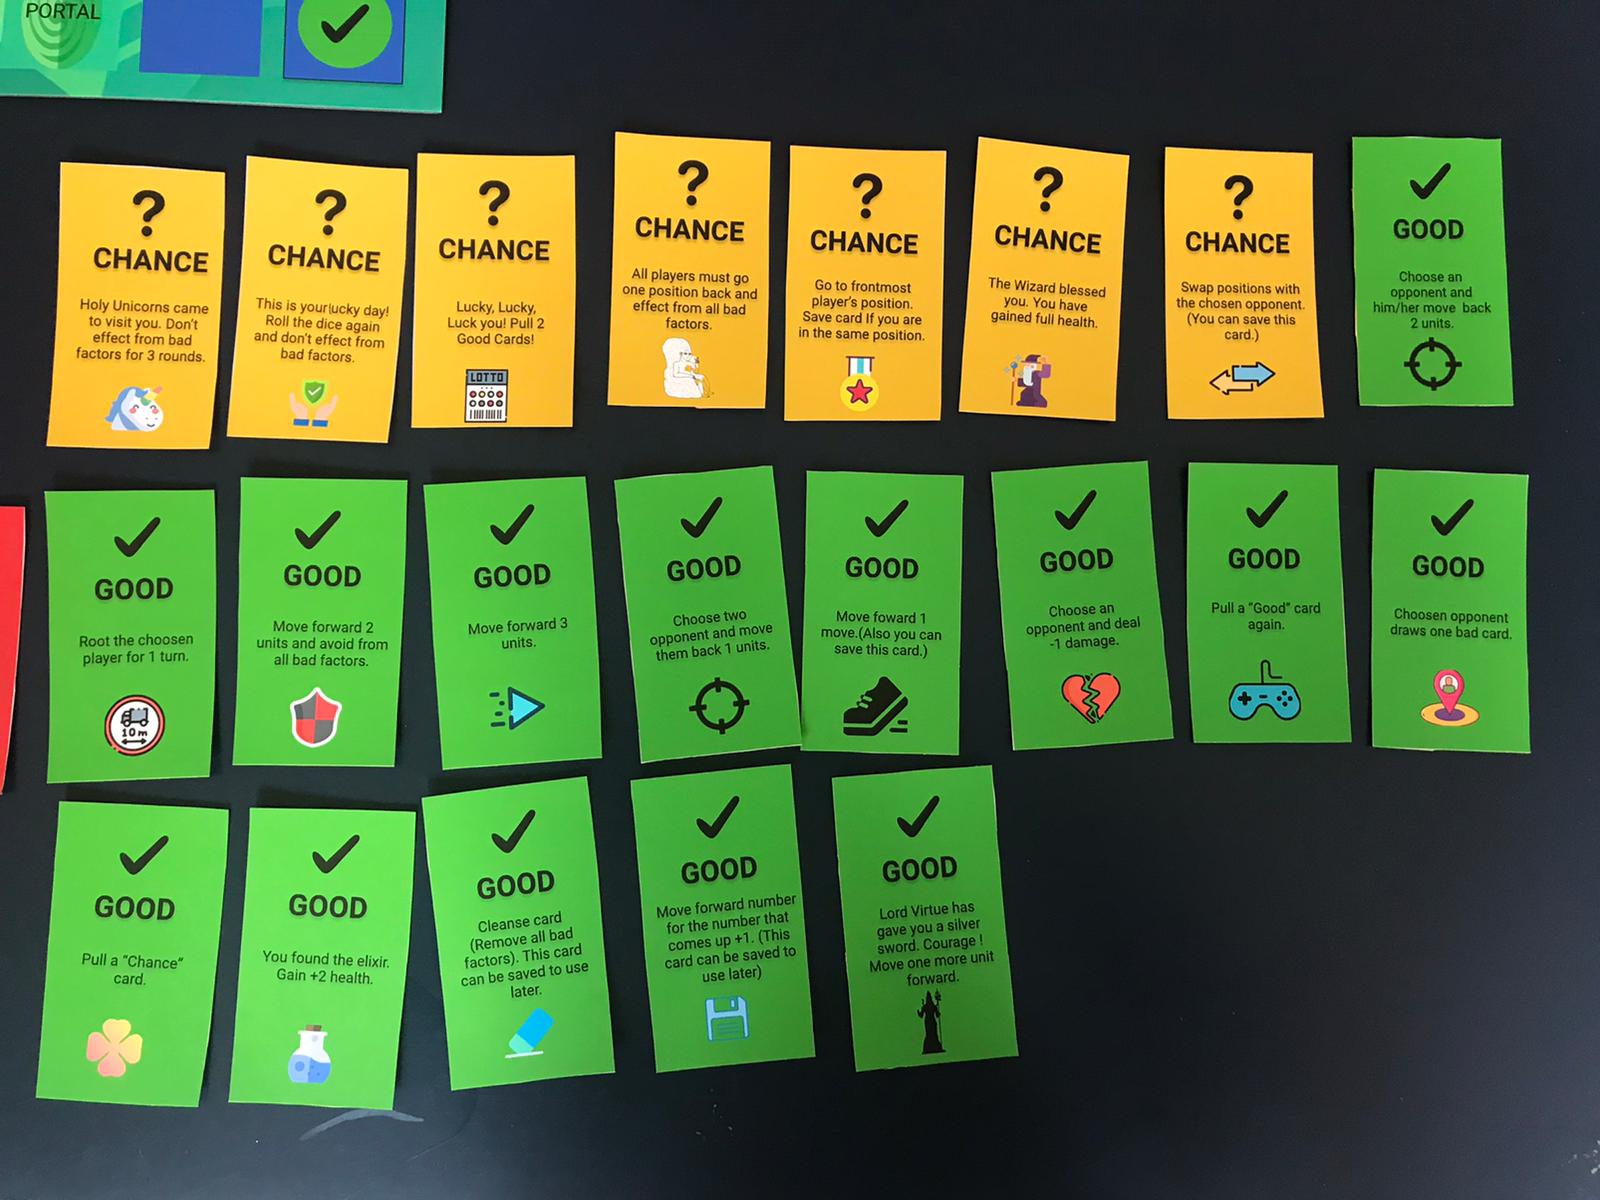 PORTAL
CHANCE
Holy Unicorns came
to visit you. Don't
effect from bad
factors for 3 rounds.
CHANCE
This is your lucky day!
Roll the dice again
and don't effect from
bad factors.
CHANCE
Lucky, Lucky,
Luck you! Pull 2
Good Cards!
LOTTO
CHANCE
All players must go
one position back and
effect from all bad
factors.
CHANCE
Go to frontmost
player's position.
Save card If you are
in the same position.
CHANCE
The Wizard blessed
you. You have
gained full health.
CHANCE
Swap positions with
the chosen opponent.
(You can save this
card.)
GOOD
Choose an
opponent and
him/her move back
2 units.
GOOD
Root the choosen
player for 1 turn.
10 m
GOOD
Move forward 2
units and avoid from
all bad factors.
GOOD
Move forward 3
units.
GOOD
Choose two
opponent and move
them back 1 units.
GOOD
Move foward 1
move.(Also you can
save this card.)
GOOD
Choose an
opponent and deal
-1 damage.
GOOD
Pull a "Good" card
again.
GOOD
Choosen opponent
draws one bad card.
GOOD
Pull a "Chance"
card.
GOOD
You found the elixir.
Gain +2 health.
GOOD
Cleanse card
(Remove all bad
factors). This card
can be saved to use
later.
GOOD
Move forward number
for the number that
comes up +1. (This
card can be saved to
use later)
GOOD
Lord Virtue has
gave you a silver
sword. Courage !
Move one more unit
forward.